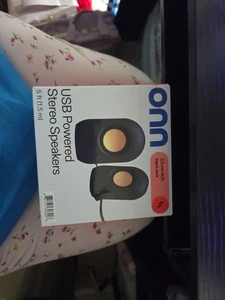 onn
USB Powered
Stereo Speakers
5 ft (1.5 m)